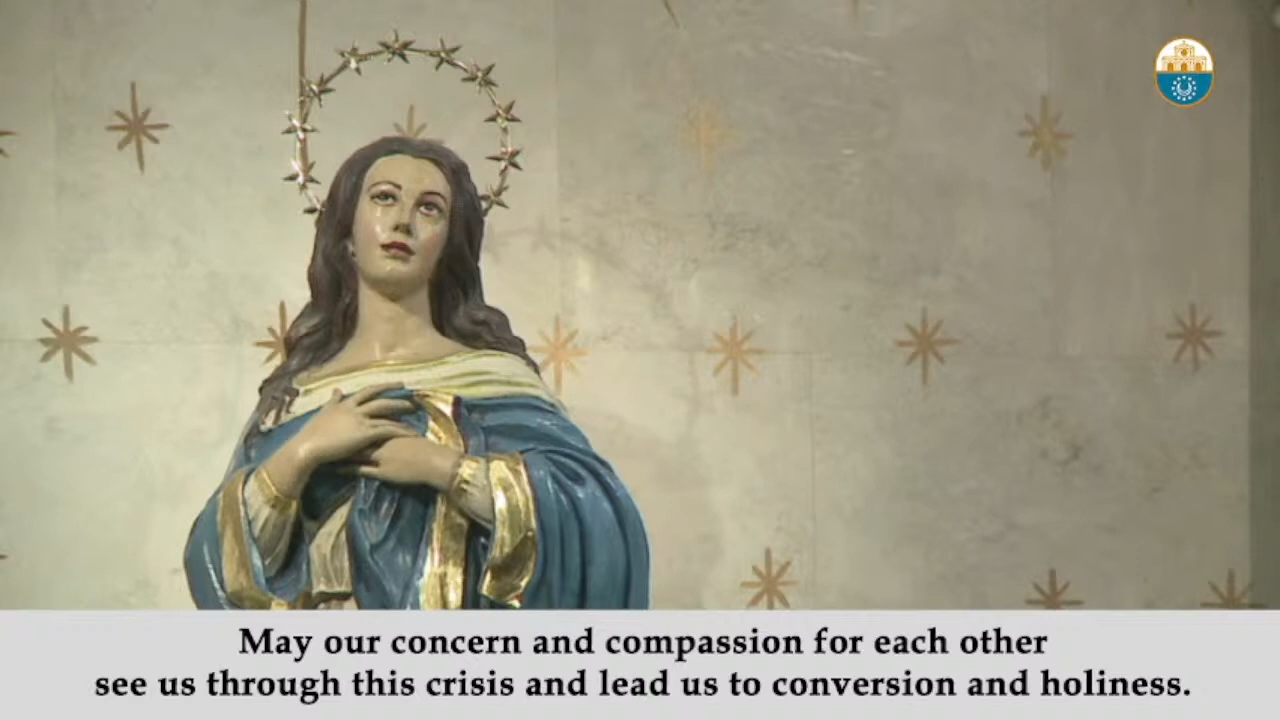 May our concern and compassion for each other
see us through this crisis and lead us to conversion and holiness.